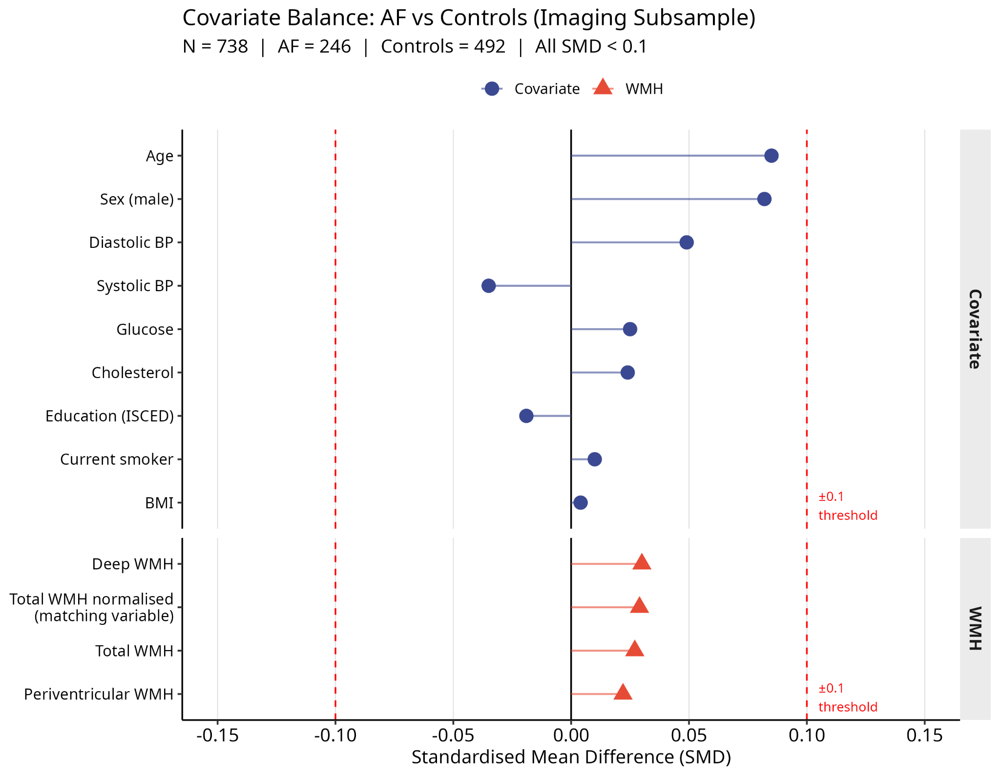 Covariate Balance: AF vs Controls (Imaging Subsample)
N = 738 | AF = 246 | Controls = 492 | All SMD < 0.1
Covariate
WMH
Age
Sex (male)
Diastolic BP
Systolic BP
Glucose
Cholesterol
Education (ISCED)
Current smoker
BMI
±0.1
threshold
Covariate
Deep WMH
Total WMH normalised
(matching variable)
Total WMH
Periventricular WMH
±0.1
threshold
WMH
-0.15
-0.10
-0.05
0.00
0.05
0.10
0.15
Standardised Mean Difference (SMD)